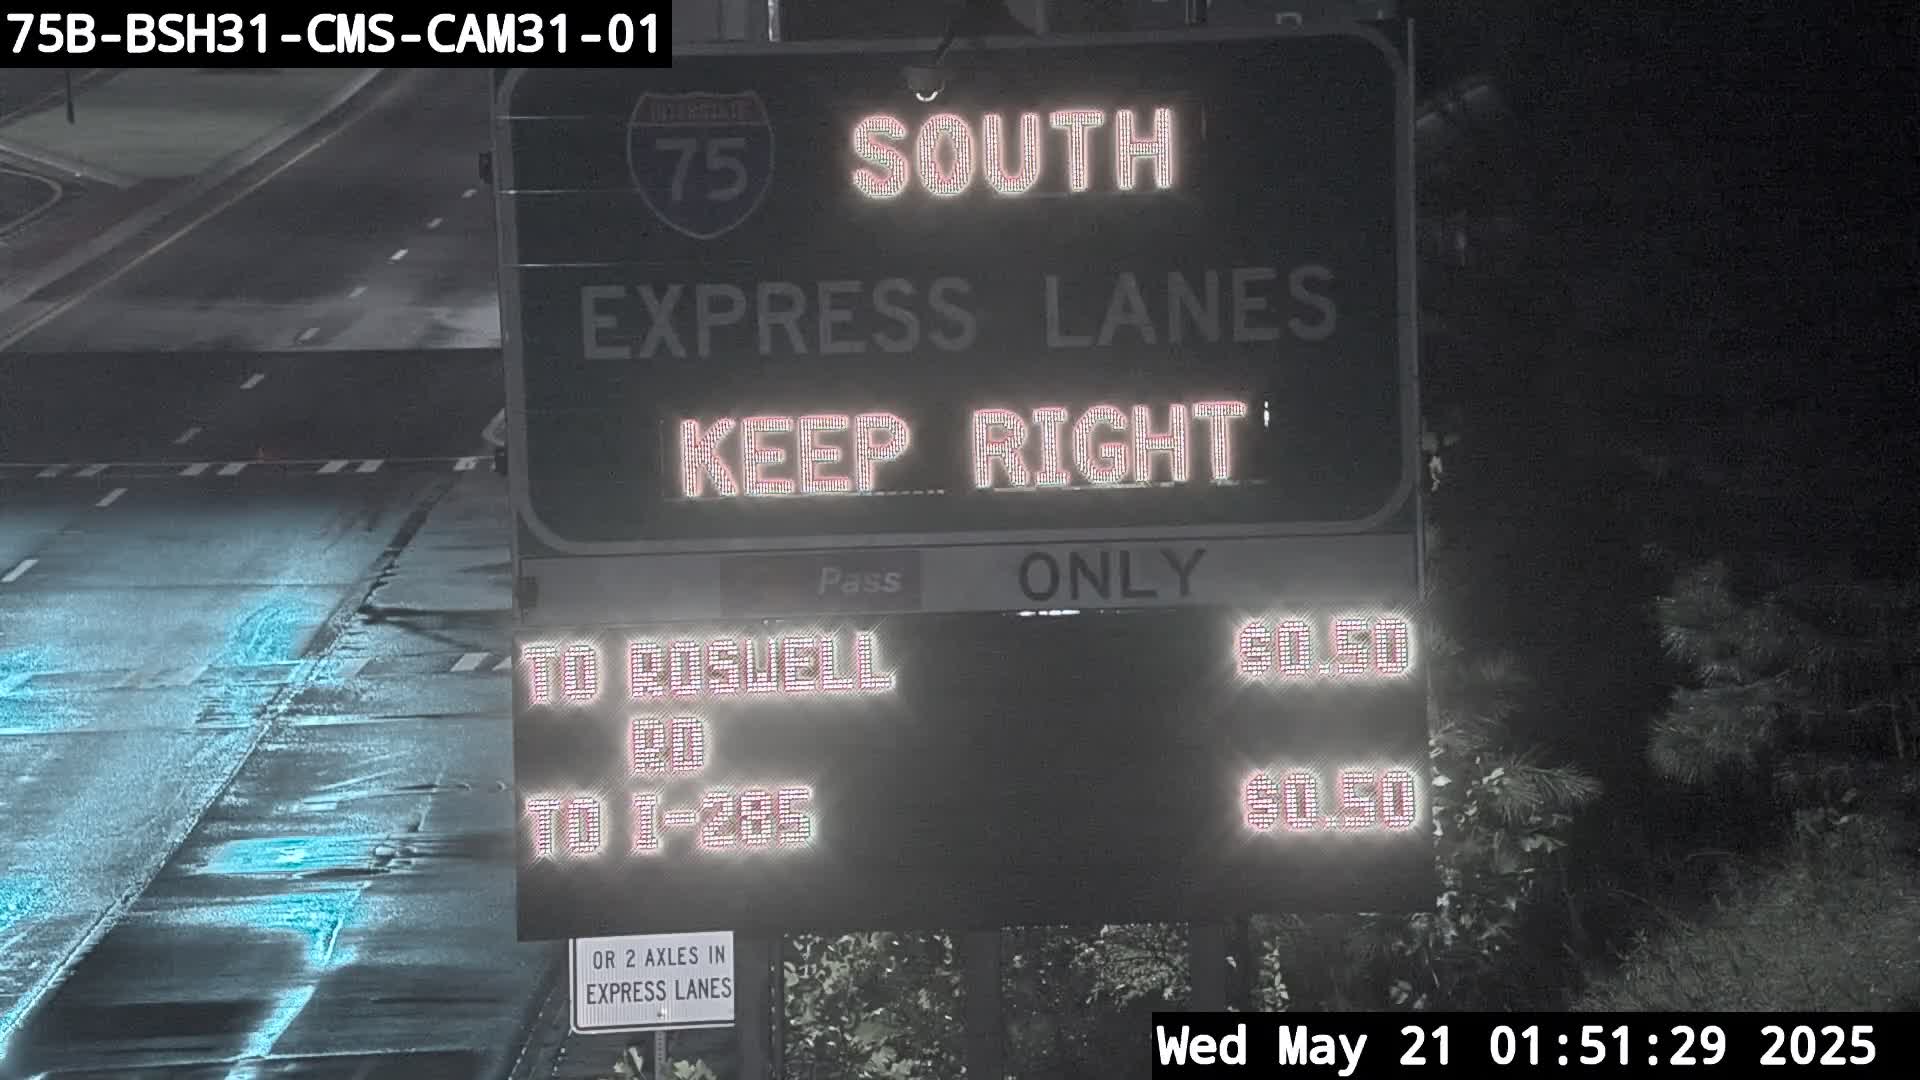 75B-BSH31-CMS-CAM31-01
INTERSTATE
75
SOUTH
EXPRESS LANES
KEEP RIGHT
Pass ONLY
TO ROSWELL $0.50
RD
TO I-285 $0.50
OR 2 AXLES IN
EXPRESS LANES
Wed May 21 01:51:29 2025